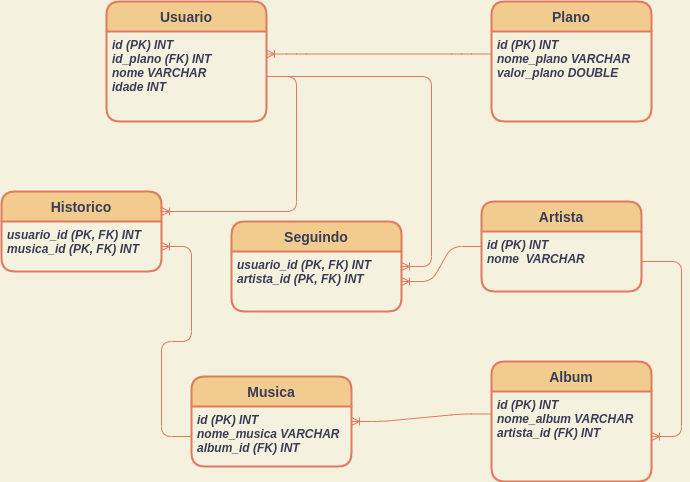 Usuario
id (PK) INT
id_plano (FK) INT
nome VARCHAR
idade INT
Plano
id (PK) INT
nome_plano VARCHAR
valor_plano DOUBLE
Historico
usuario_id (PK, FK) INT
musica_id (PK, FK) INT
Seguindo
usuario_id (PK, FK) INT
artista_id (PK, FK) INT
Artista
id (PK) INT
nome VARCHAR
Musica
id (PK) INT
nome_musica VARCHAR
album_id (FK) INT
Album
id (PK) INT
nome_album VARCHAR
artista_id (FK) INT